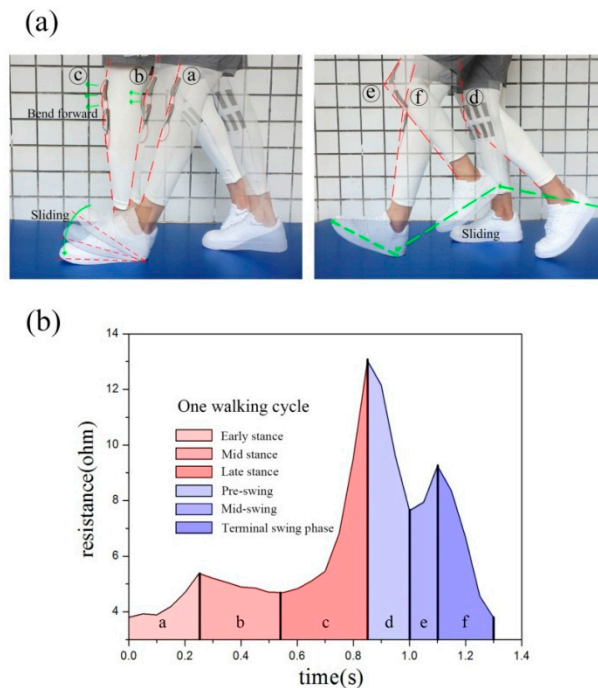 (a)
c b a
Bend forward
Sliding
e f d
Sliding
(b)
14
12
10
8
6
4
resistance(ohm)
One walking cycle
Early stance
Mid stance
Late stance
Pre-swing
Mid-swing
Terminal swing phase
a b c d e f
0.0 0.2 0.4 0.6 0.8 1.0 1.2 1.4
time(s)